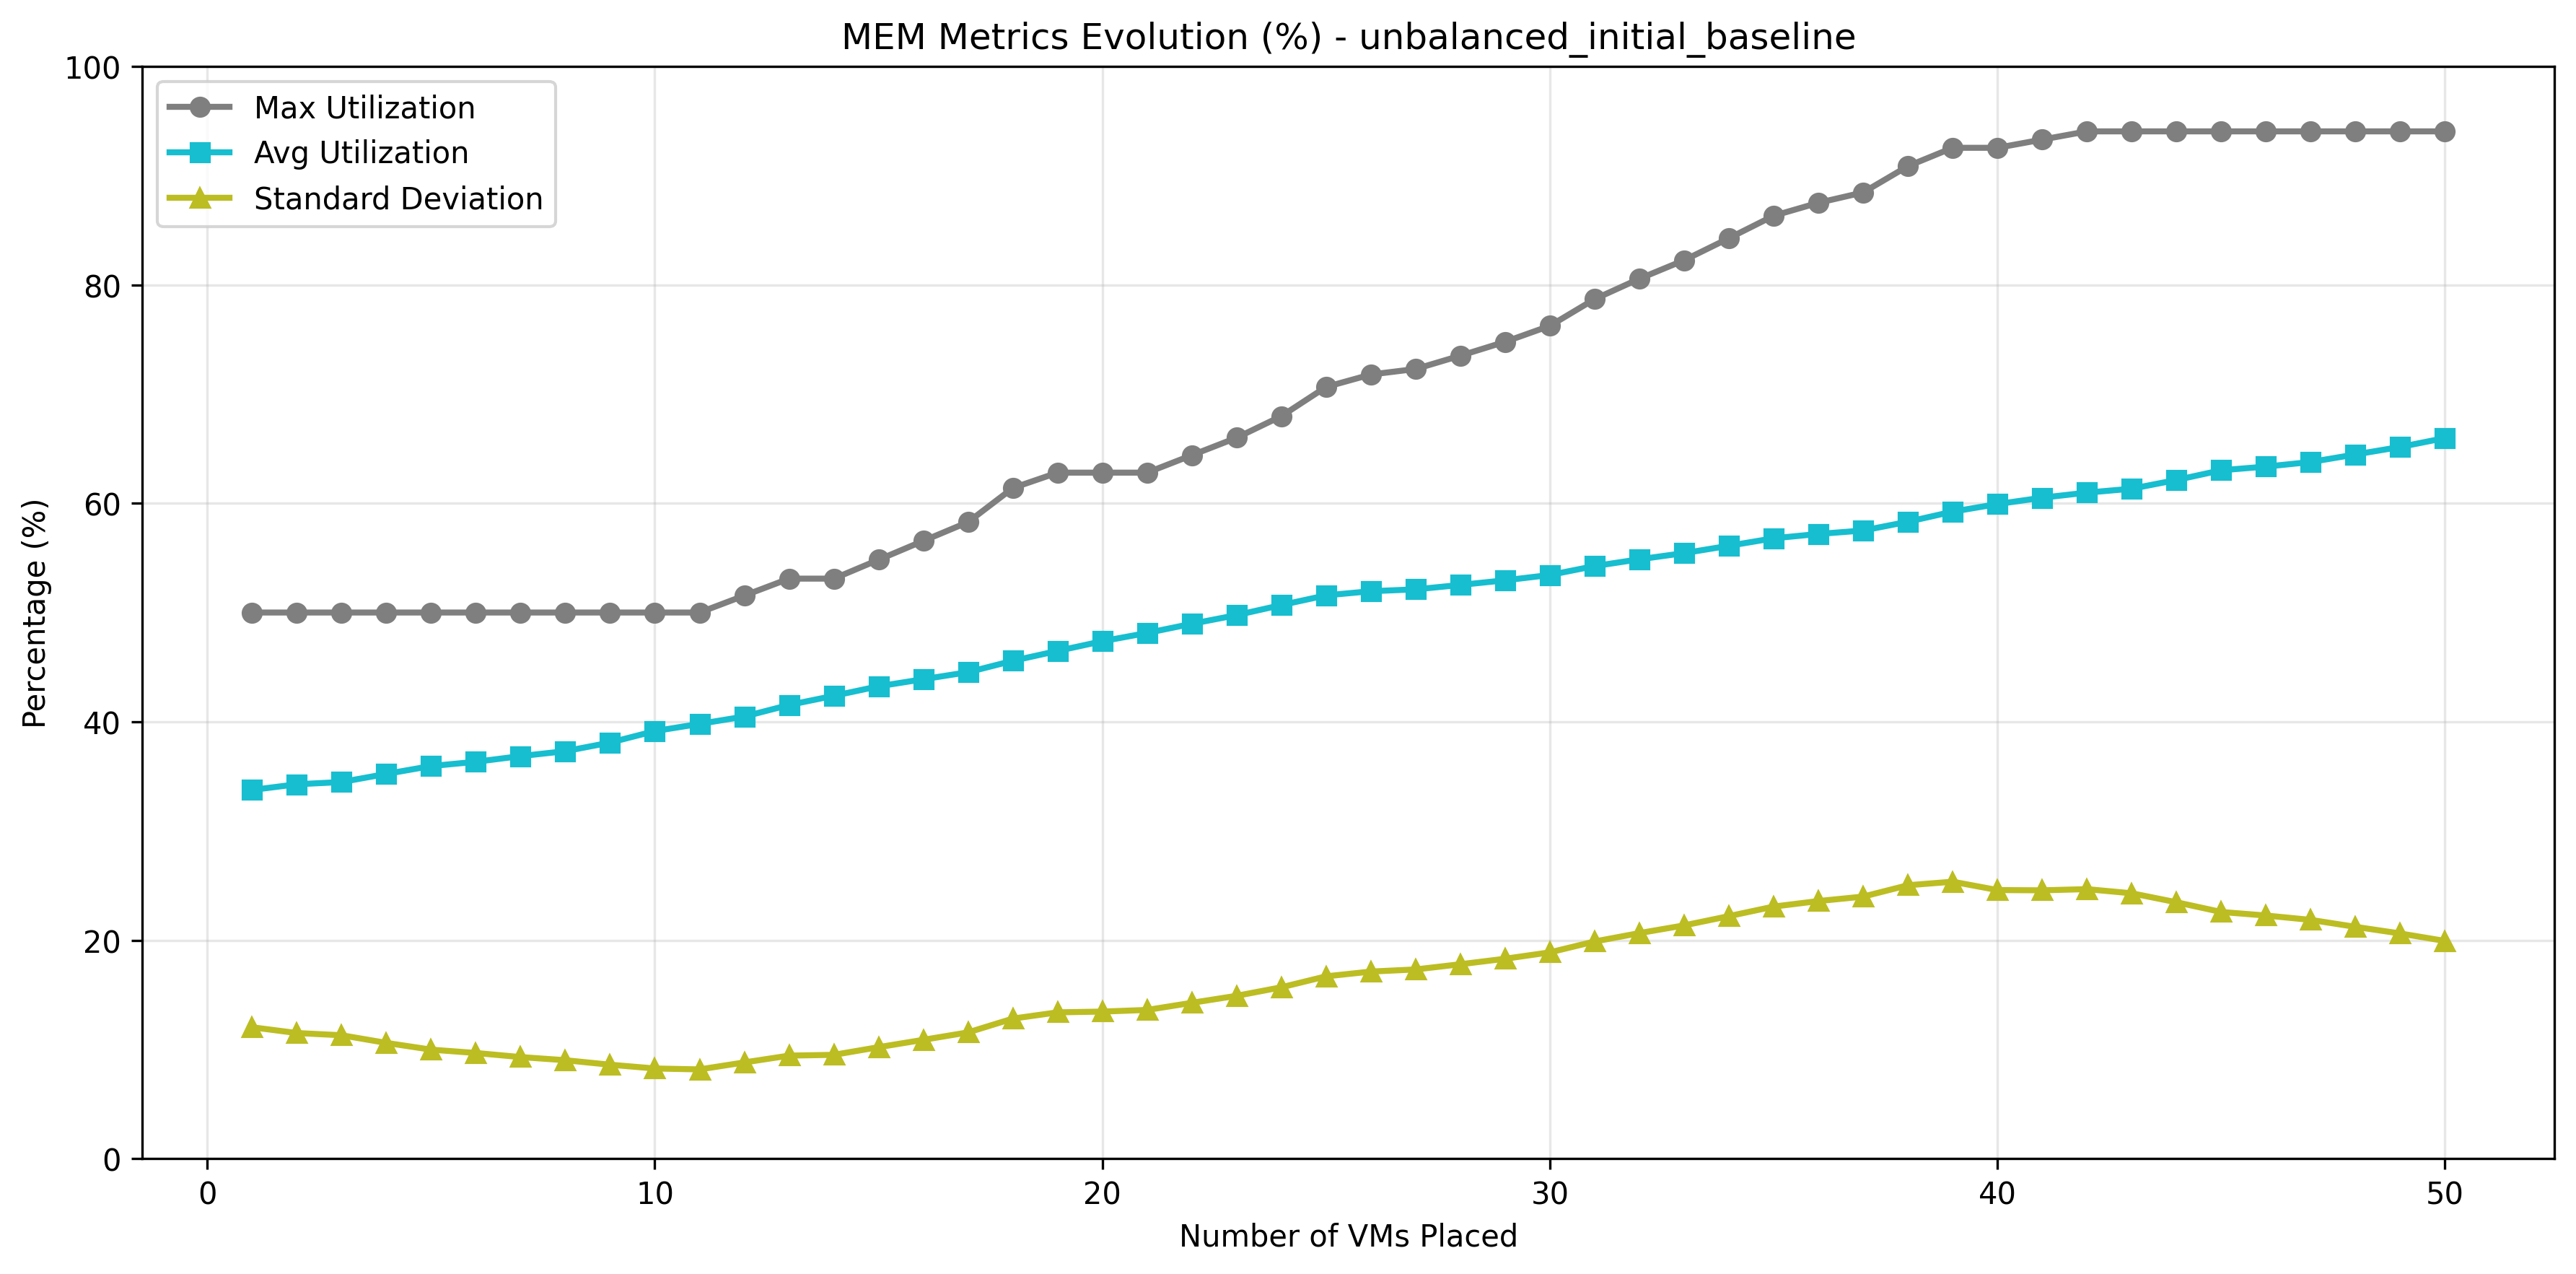 MEM Metrics Evolution (%) - unbalanced_initial_baseline
Max Utilization
Avg Utilization
Standard Deviation
Percentage (%)
100
80
60
40
20
0
0 10 20 30 40 50
Number of VMs Placed